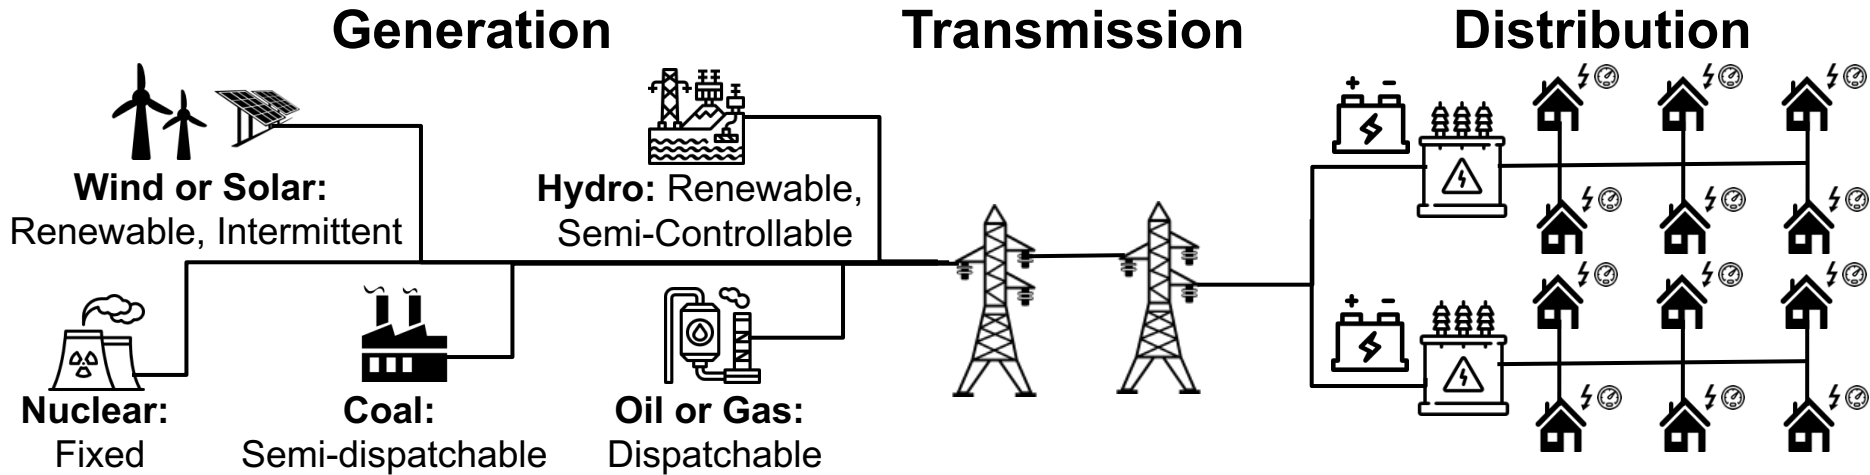 Generation
Transmission
Distribution
Wind or Solar:
Renewable, Intermittent
Hydro: Renewable,
Semi-Controllable
Nuclear:
Fixed
Coal:
Semi-dispatchable
Oil or Gas:
Dispatchable
+ -
+ -